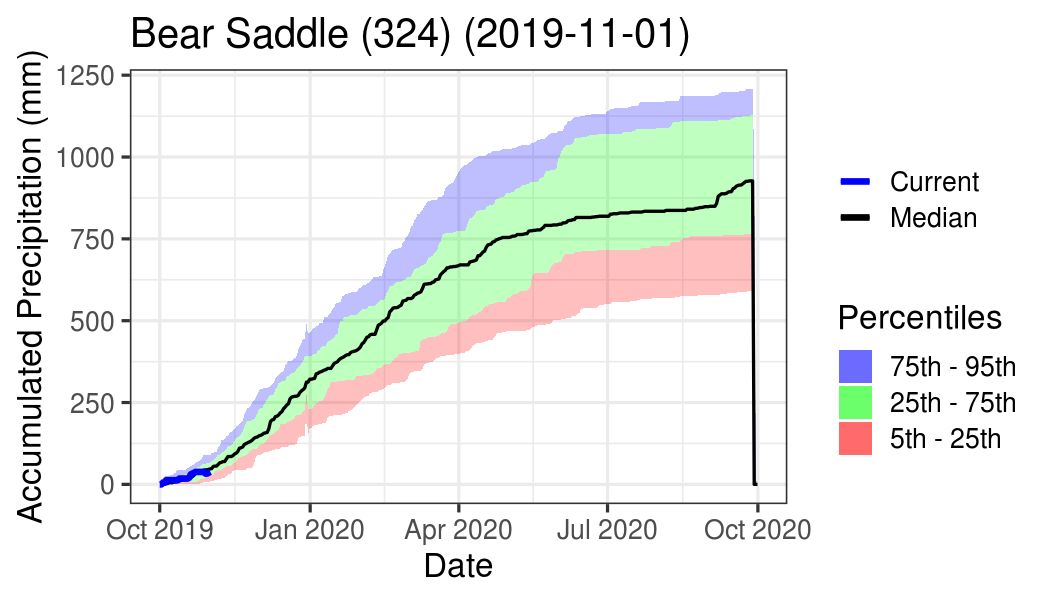 Bear Saddle (324) (2019-11-01)
Accumulated Precipitation (mm)
1250
1000
750
500
250
0
Oct 2019
Jan 2020
Apr 2020
Jul 2020
Oct 2020
Date
Current
Median
Percentiles
75th - 95th
25th - 75th
5th - 25th